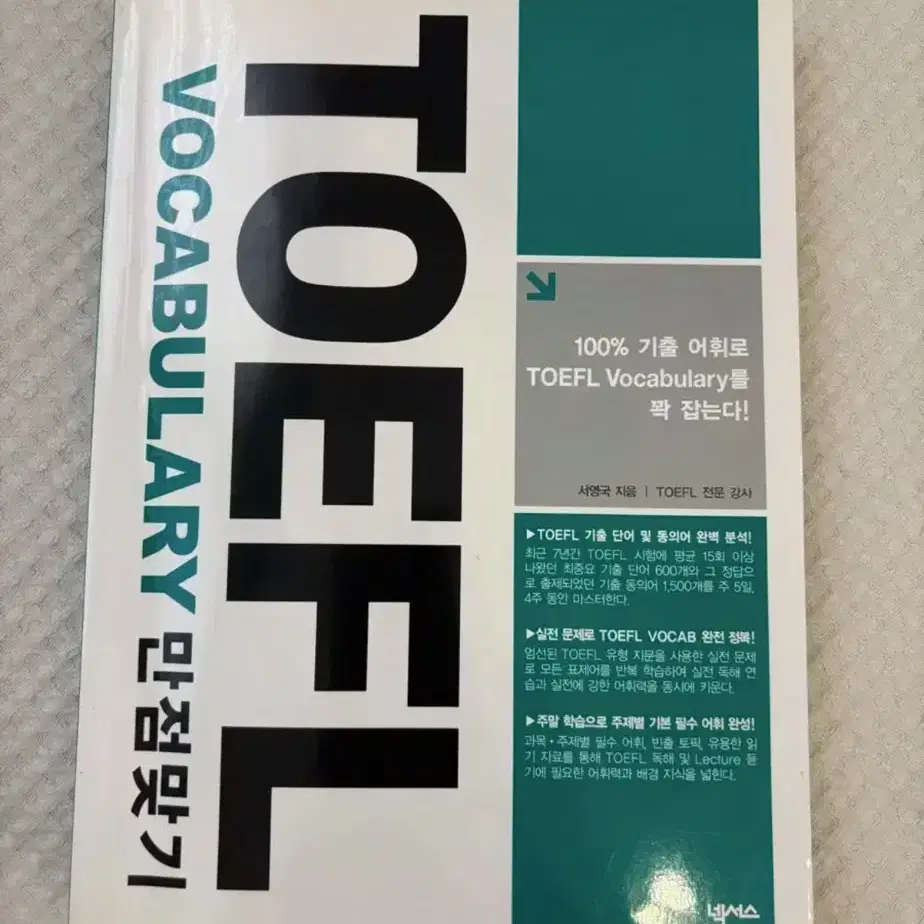 TOEFL
VOCABULARY 만점맞기
100% 기출 어휘로
TOEFL Vocabulary를
꽉 잡는다!
서영국 지음 | TOEFL 전문 강사
▶TOEFL 기출 단어 및 동의어 완벽 분석!
최근 7년간 TOEFL 시험에 평균 15회 이상
나왔던 최중요 기출 단어 600개와 그 정답으
로 출제되었던 기출 동의어 1,500개를 주 5일,
4주 동안 마스터한다.
▶실전 문제로 TOEFL VOCAB 완전 정복!
엄선된 TOEFL 유형 지문을 사용한 실전 문제
로 모든 표제어를 반복 학습하여 실전 독해 연
습과 실전에 강한 어휘력을 동시에 키운다.
▶주말 학습으로 주제별 기본 필수 어휘 완성!
과목·주제별 필수 어휘, 빈출 토픽, 유용한 읽
기 자료를 통해 TOEFL 독해 및 Lecture 듣
기에 필요한 어휘력과 배경 지식을 넓힌다.
넥서스